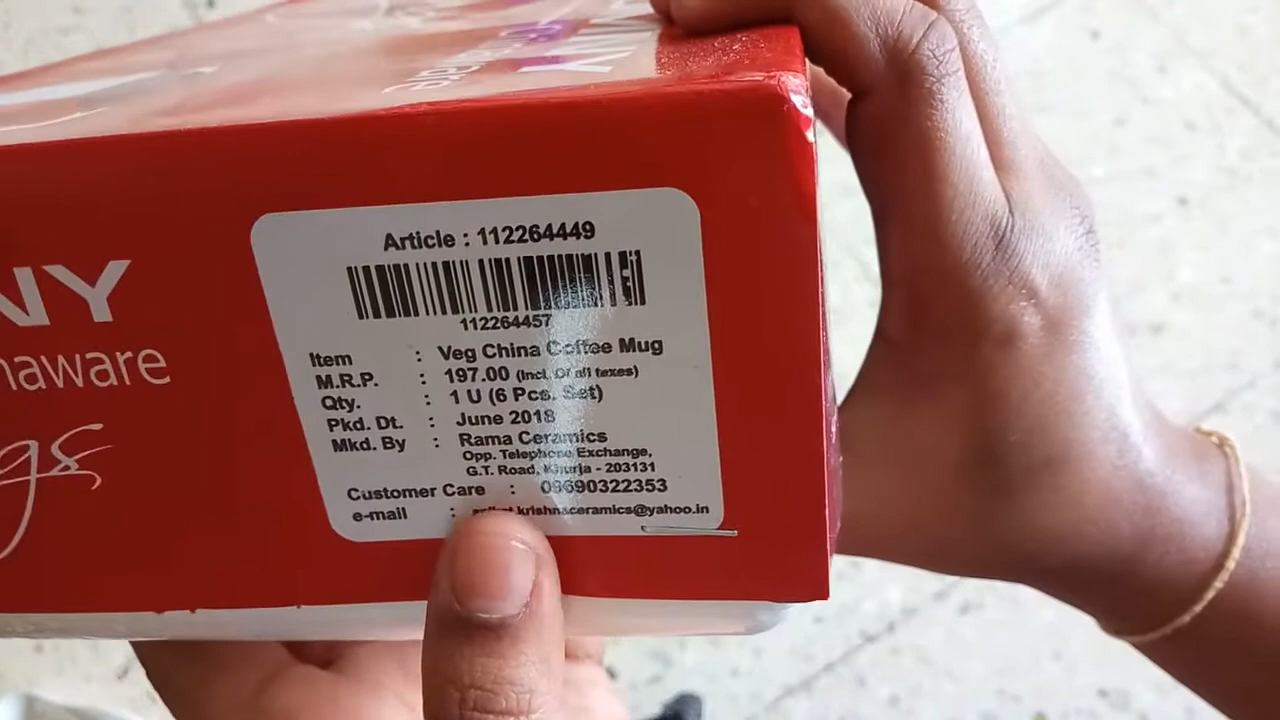 Article : 112264449
112264457
Item : Veg China Coffee Mug
M.R.P. : 197.00 (Incl. Of all taxes)
Qty. : 1 U (6 Pcs. Set)
Pkd. Dt. : June 2018
Mkd. By : Rama Ceramics
Opp. Telephone Exchange,
G.T. Road, Khurja - 203131
Customer Care : 09690322353
e-mail : krishnaceramics@yahoo.in
NY
naware
gs